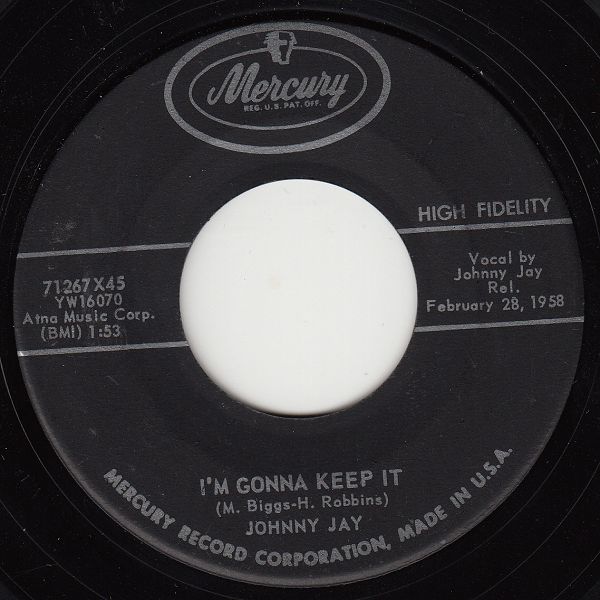 Mercury
REG. U.S. PAT. OFF.
HIGH FIDELITY
71267X45
YW16070
Atna Music Corp.
(BMI) 1:53
Vocal by
Johnny Jay
Rel.
February 28, 1958
I'M GONNA KEEP IT
(M. Biggs-H. Robbins)
JOHNNY JAY
MERCURY RECORD CORPORATION, MADE IN U.S.A.